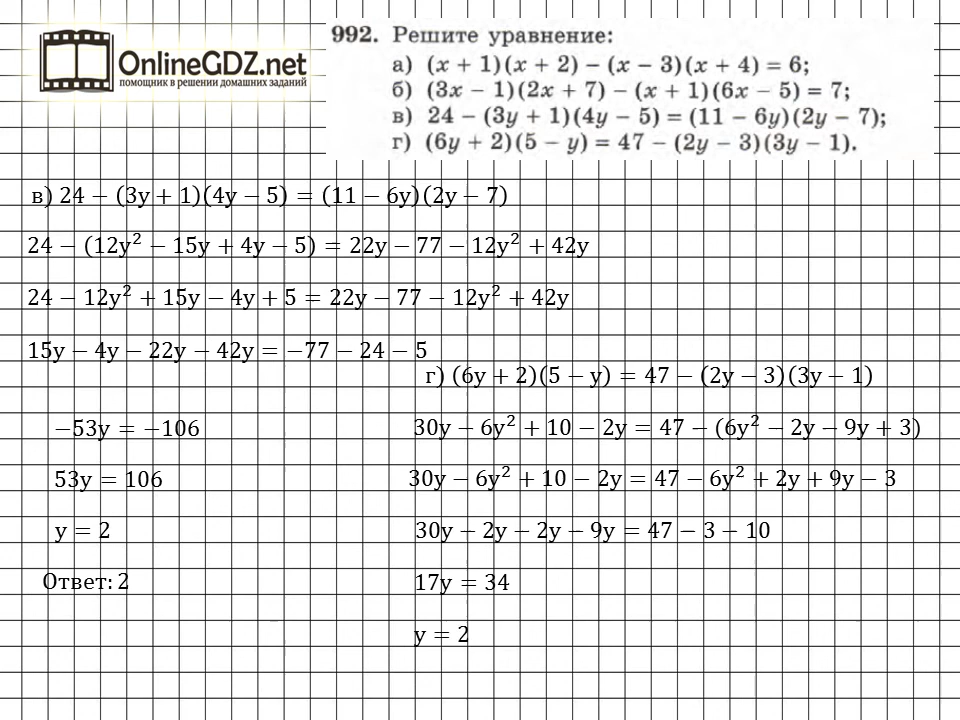 OnlineGDZ.net
помощник в решении домашних заданий
992. Решите уравнение:
а) (x + 1)(x + 2) − (x − 3)(x + 4) = 6;
б) (3x − 1)(2x + 7) − (x + 1)(6x − 5) = 7;
в) 24 − (3y + 1)(4y − 5) = (11 − 6y)(2y − 7);
г) (6y + 2)(5 − y) = 47 − (2y − 3)(3y − 1).
в) 24 − (3y + 1)(4y − 5) = (11 − 6y)(2y − 7)
24 − (12y² − 15y + 4y − 5) = 22y − 77 − 12y² + 42y
24 − 12y² + 15y − 4y + 5 = 22y − 77 − 12y² + 42y
15y − 4y − 22y − 42y = −77 − 24 − 5
−53y = −106
53y = 106
y = 2
Ответ: 2
г) (6y + 2)(5 − y) = 47 − (2y − 3)(3y − 1)
30y − 6y² + 10 − 2y = 47 − (6y² − 2y − 9y + 3)
30y − 6y² + 10 − 2y = 47 − 6y² + 2y + 9y − 3
30y − 2y − 2y − 9y = 47 − 3 − 10
17y = 34
y = 2